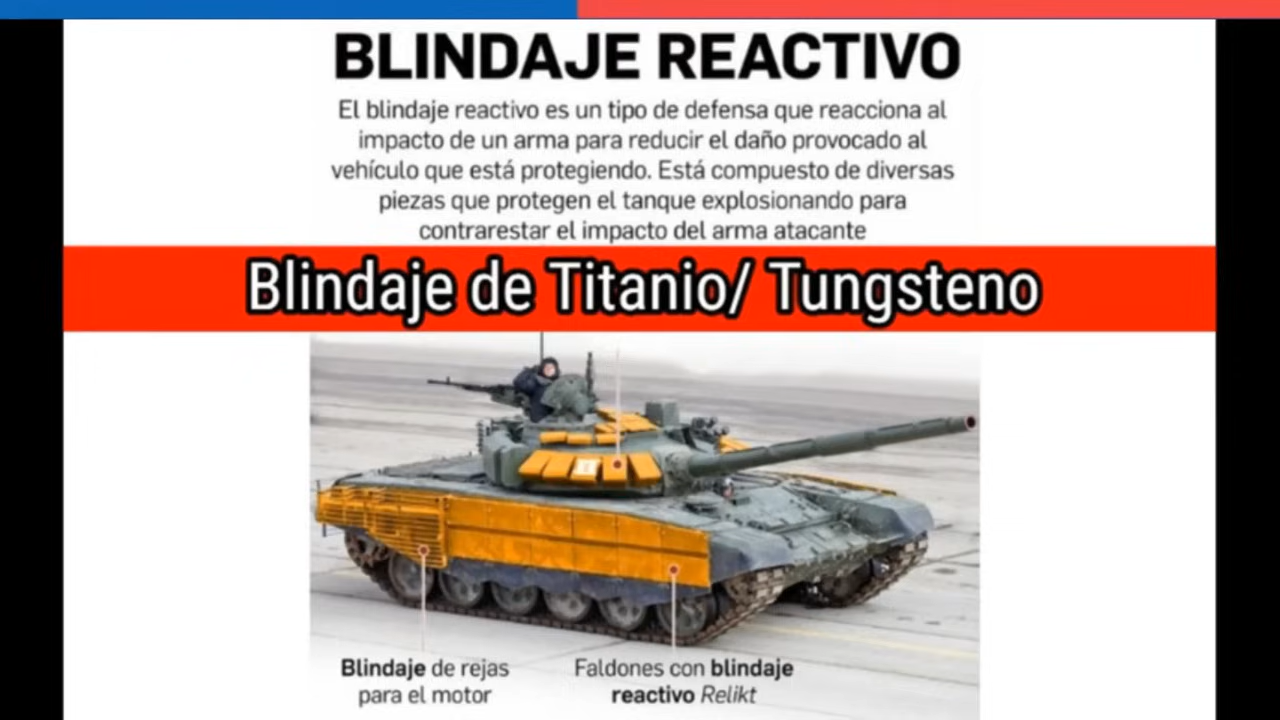 BLINDAJE REACTIVO
El blindaje reactivo es un tipo de defensa que reacciona al
impacto de un arma para reducir el daño provocado al
vehículo que está protegiendo. Está compuesto de diversas
piezas que protegen el tanque explosionando para
contrarestar el impacto del arma atacante
Blindaje de Titanio/ Tungsteno
Blindaje de rejas
para el motor
Faldones con blindaje
reactivo Relikt